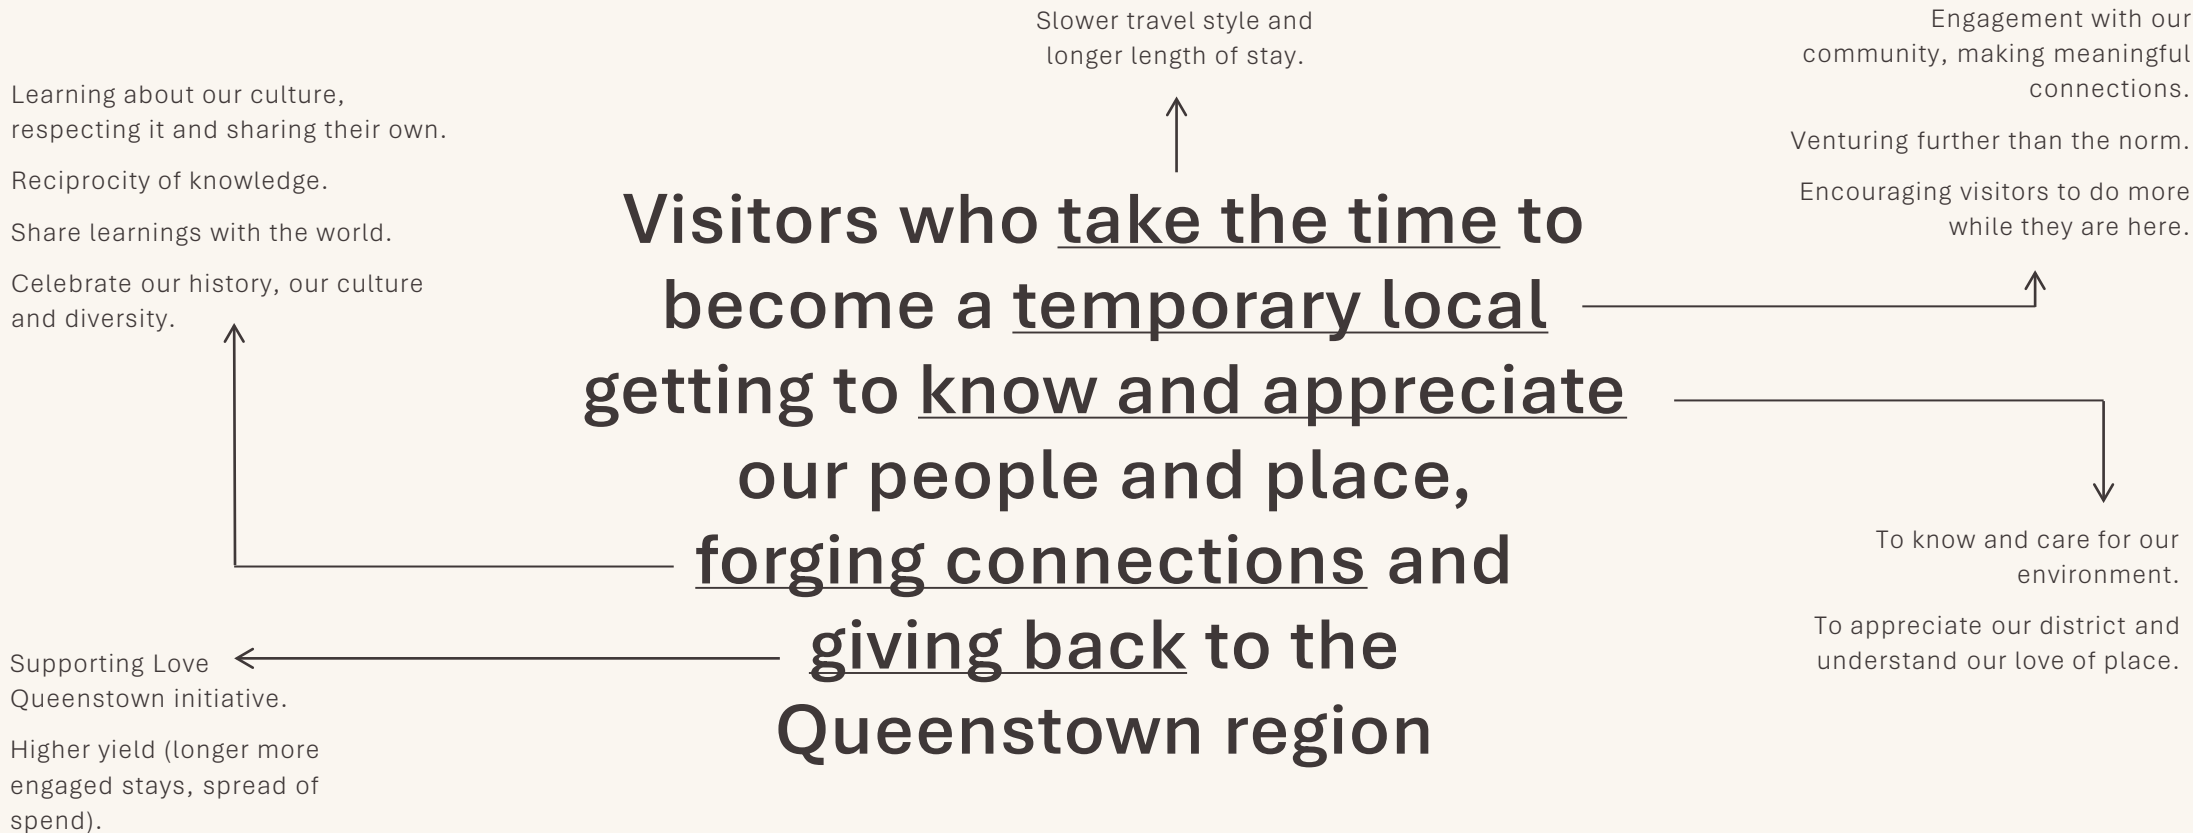 Slower travel style and
longer length of stay.
Engagement with our
community, making meaningful
connections.
Venturing further than the norm.
Encouraging visitors to do more
while they are here.
Learning about our culture,
respecting it and sharing their own.
Reciprocity of knowledge.
Share learnings with the world.
Celebrate our history, our culture
and diversity.
Visitors who take the time to
become a temporary local
getting to know and appreciate
our people and place,
forging connections and
giving back to the
Queenstown region
To know and care for our
environment.
To appreciate our district and
understand our love of place.
Supporting Love
Queenstown initiative.
Higher yield (longer more
engaged stays, spread of
spend).